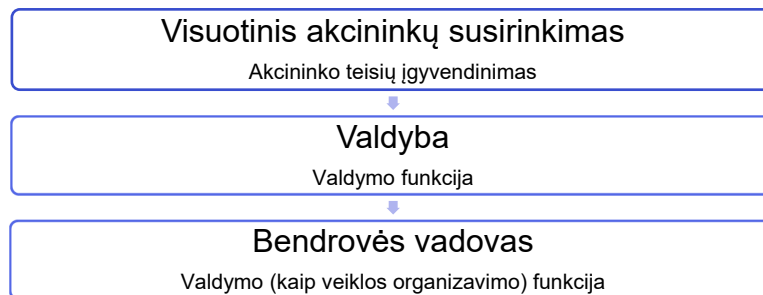 Visuotinis akcininkų susirinkimas
Akcininko teisių įgyvendinimas
Valdyba
Valdymo funkcija
Bendrovės vadovas
Valdymo (kaip veiklos organizavimo) funkcija